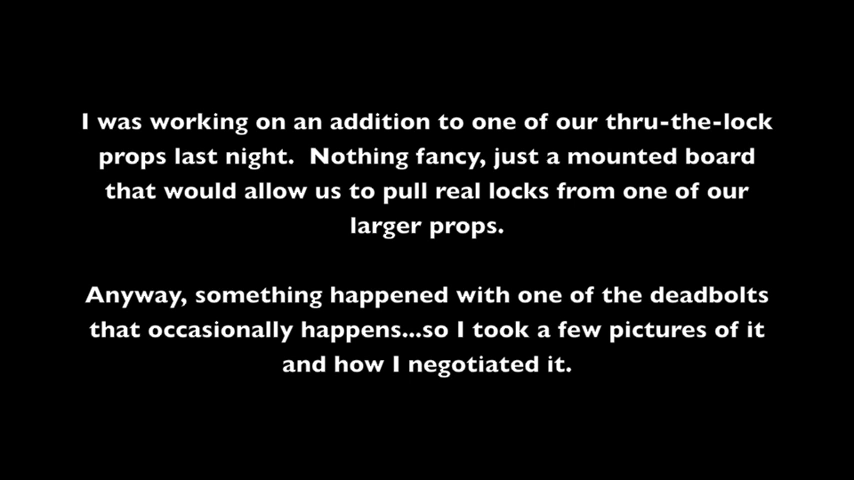 I was working on an addition to one of our thru-the-lock
props last night.  Nothing fancy, just a mounted board
that would allow us to pull real locks from one of our
larger props.
Anyway, something happened with one of the deadbolts
that occasionally happens...so I took a few pictures of it
and how I negotiated it.